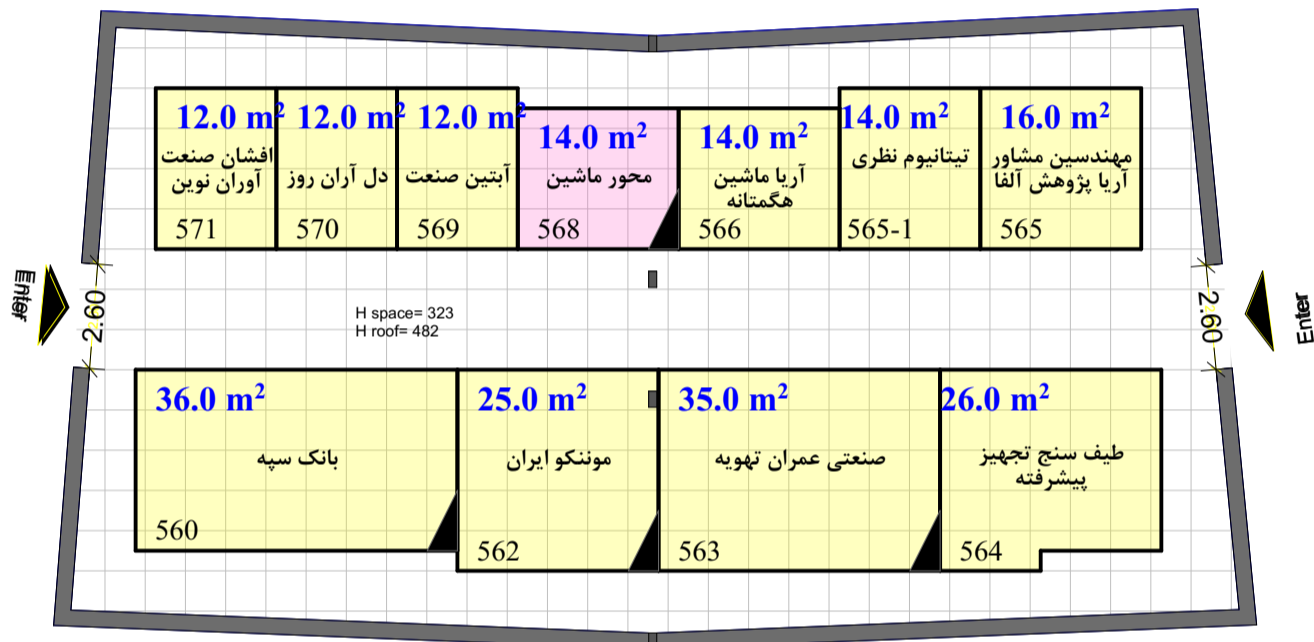 12.0 m²
افشان صنعت
آوران نوین
571
12.0 m²
دل آران روز
570
12.0 m²
آبتین صنعت
569
14.0 m²
محور ماشین
568
14.0 m²
آریا ماشین
هگمتانه
566
14.0 m²
تیتانیوم نظری
565-1
16.0 m²
مهندسین مشاور
آریا پژوهش آلفا
565
Enter
2.60
H space= 323
H roof= 482
2.60
Enter
36.0 m²
بانک سپه
560
25.0 m²
موننکو ایران
562
35.0 m²
صنعتی عمران تهویه
563
26.0 m²
طیف سنج تجهیز
پیشرفته
564